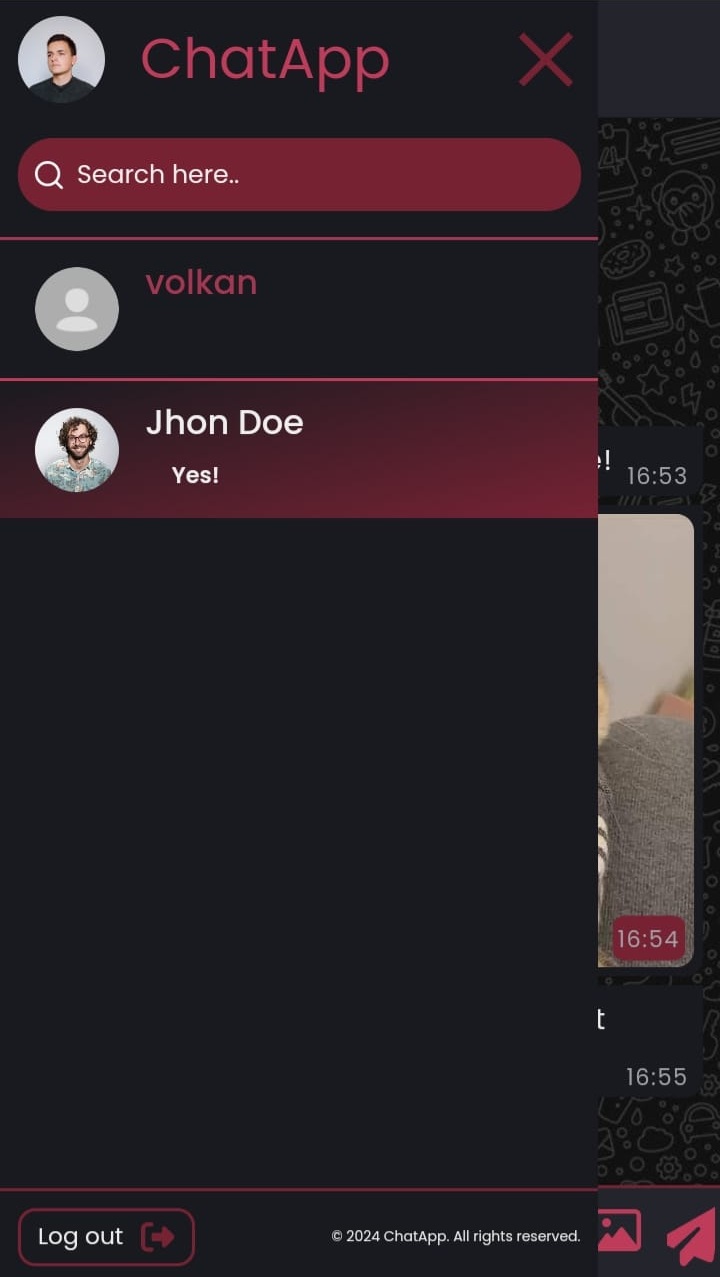 ChatApp
Search here..
volkan
Jhon Doe
Yes!
16:53
16:54
16:55
Log out
© 2024 ChatApp. All rights reserved.